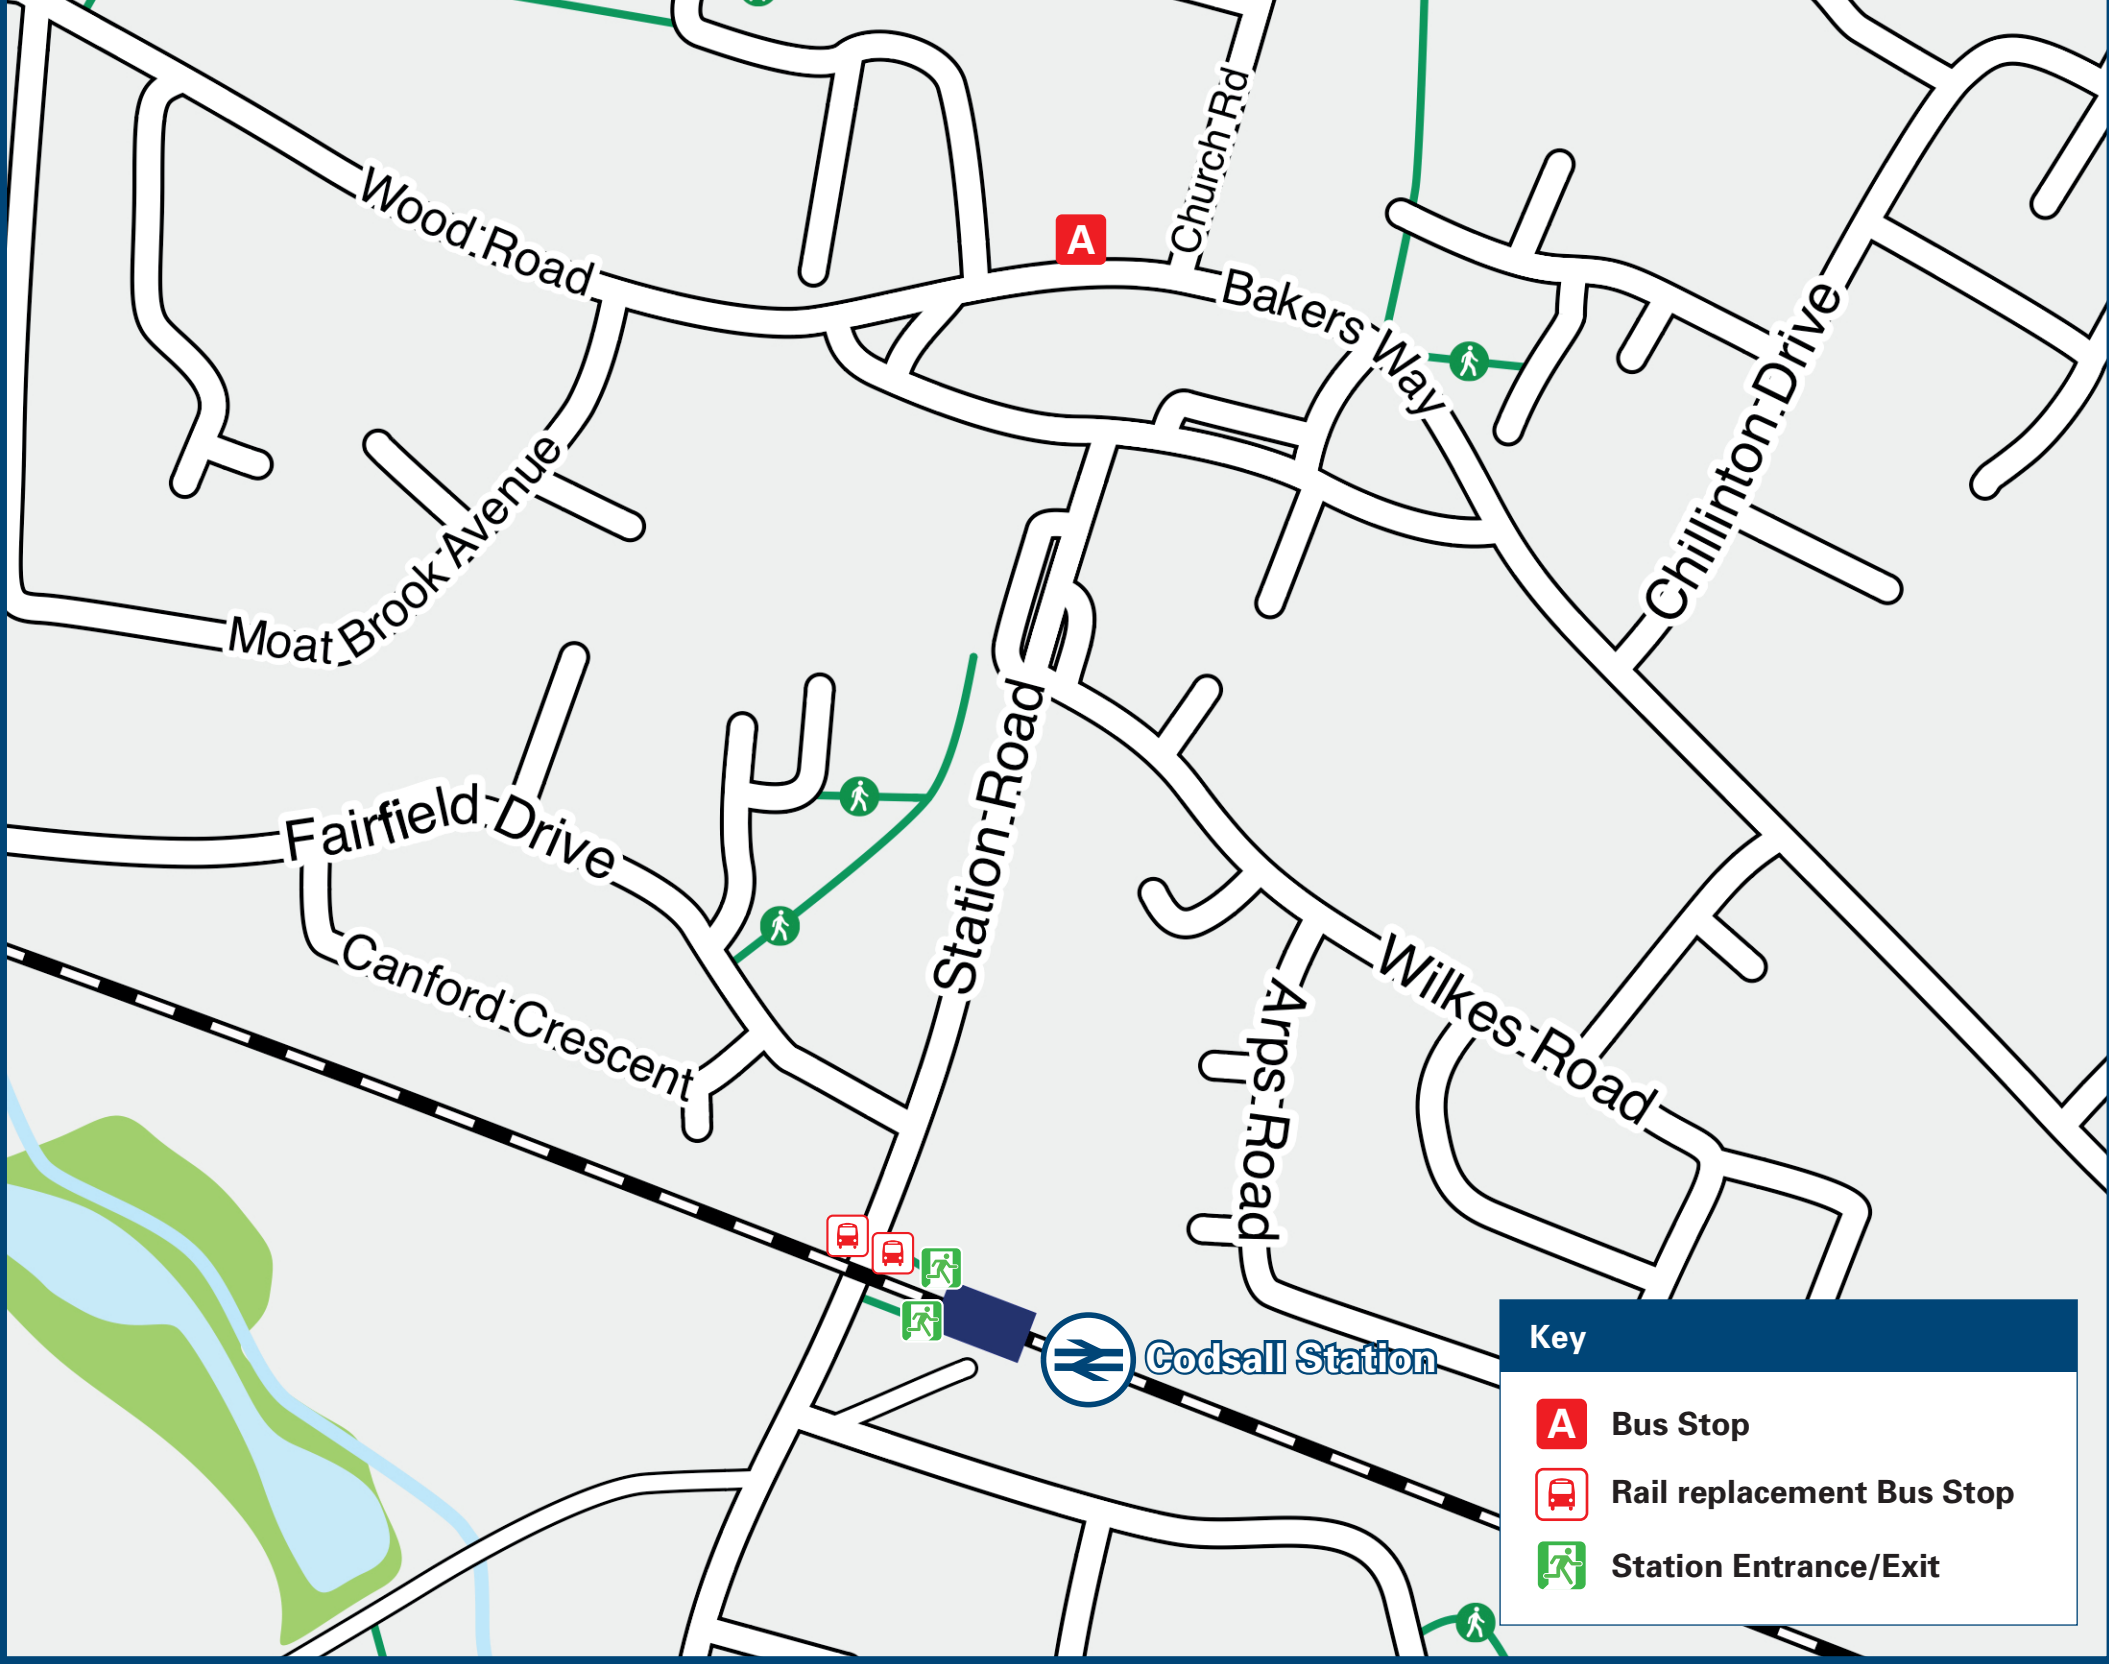 Church Rd
Wood Road
A
Bakers Way
Chillinton Drive
Moat Brook Avenue
Station Road
Fairfield Drive
Canford Crescent
Wilkes Road
Arps Road
Codsall Station
Key
A Bus Stop
Rail replacement Bus Stop
Station Entrance/Exit